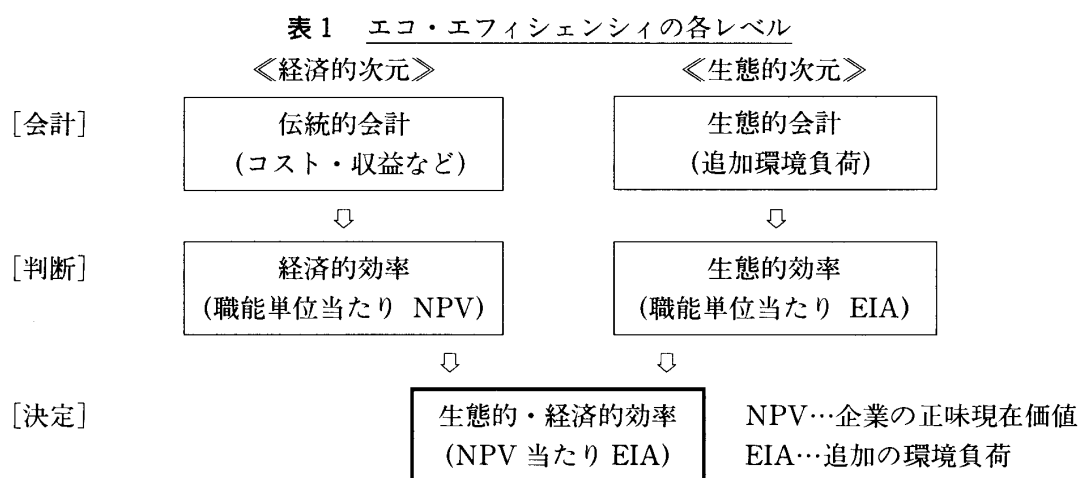 表1 エコ・エフィシェンシィの各レベル
≪経済的次元≫ ≪生態的次元≫
[会計] 伝統的会計 生態的会計
(コスト・収益など) (追加環境負荷)
[判断] 経済的効率 生態的効率
(職能単位当たり NPV) (職能単位当たり EIA)
[決定] 生態的・経済的効率 NPV…企業の正味現在価値
(NPV 当たり EIA) EIA…追加の環境負荷